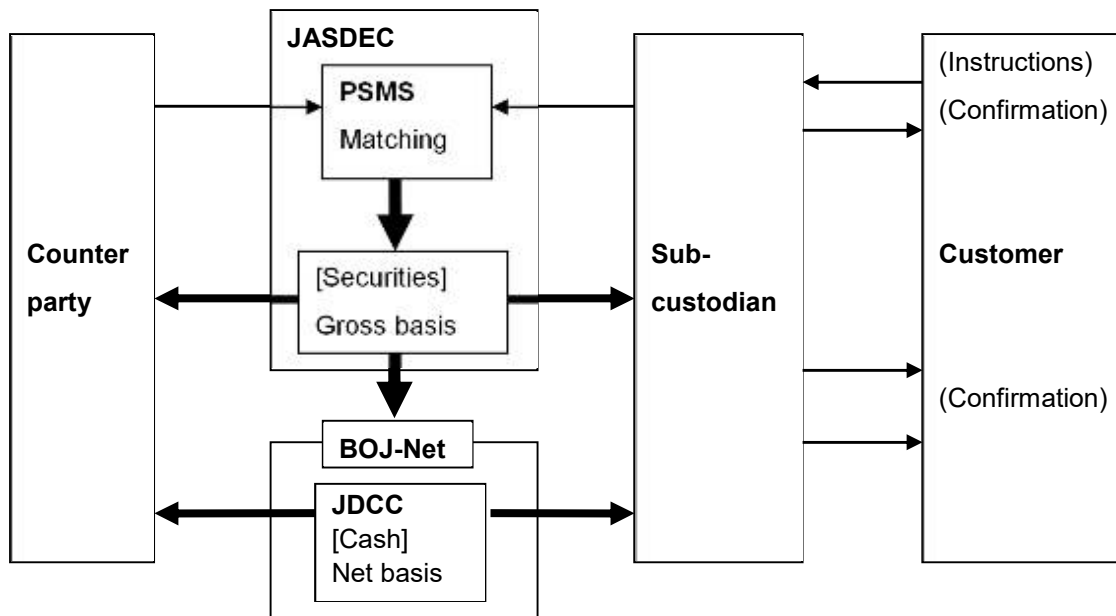 JASDEC
PSMS
Matching
(Instructions)
(Confirmation)
Counter
party
[Securities]
Gross basis
Sub-
custodian
Customer
(Confirmation)
BOJ-Net
JDCC
[Cash]
Net basis